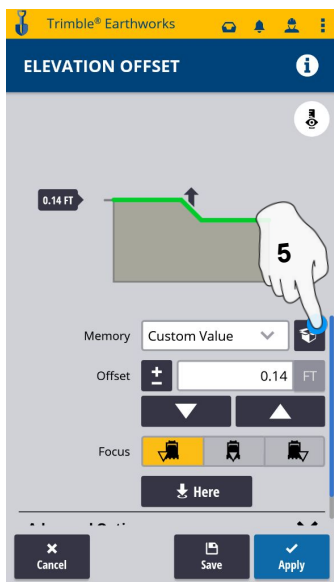 Trimble® Earthworks
ELEVATION OFFSET
0.14 FT
5
Memory
Custom Value
Offset
0.14 FT
Focus
Here
Cancel
Save
Apply